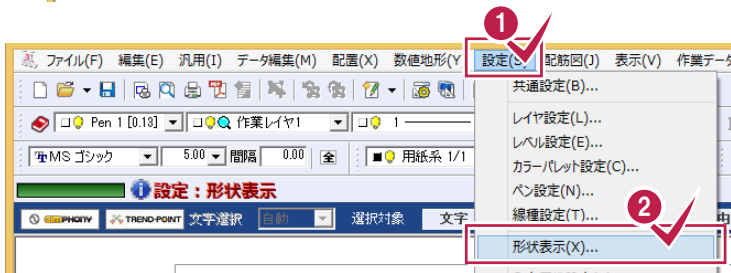 1
ファイル(F) 編集(E) 汎用(I) データ編集(M) 配置(X) 数値地形(Y) 設定(S) 配筋図(J) 表示(V) 作業データ
共通設定(B)...
Pen 1 [0.13] 作業レイヤ1 1
レイヤ設定(L)...
レベル設定(E)...
MS ゴシック 5.00 間隔 0.00 全 用紙系 1/1
カラーパレット設定(C)...
設定：形状表示
ペン設定(N)...
2
SiMPHONY TREND-POINT 文字選択 自動 選択対象 文字
線種設定(T)...
形状表示(X)...